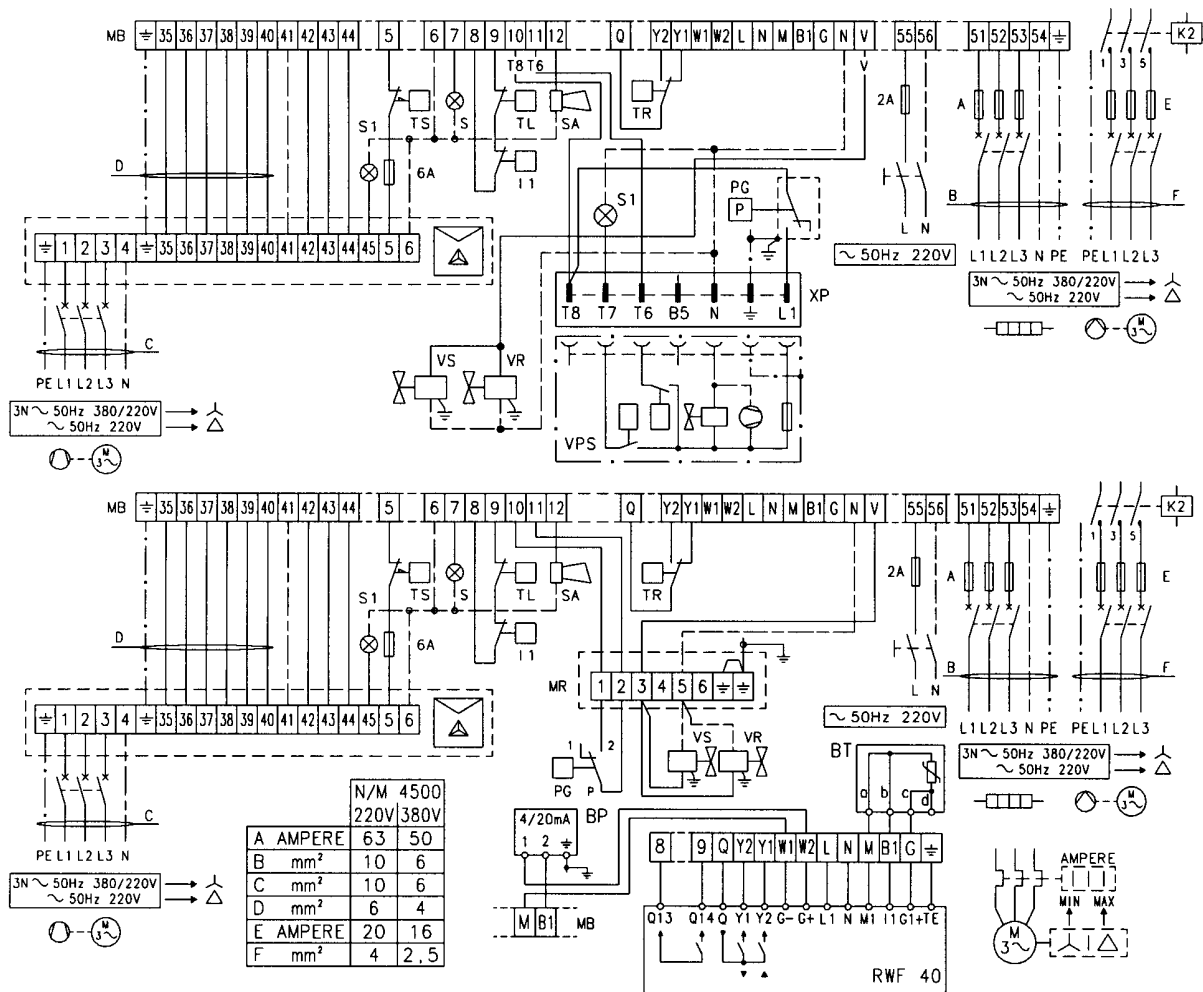 MB ⏚ 35 36 37 38 39 40 41 42 43 44 5 6 7 8 9 10 11 12 Q Y2 Y1 W1 W2 L N M B1 G N V 55 56 51 52 53 54 ⏚
T8 T6 V 1 3 5 K2
2A A E
TS S TL SA TR
S1
D 6A I1
S1 PG P
B F
⏚ 1 2 3 4 ⏚ 35 36 37 38 39 40 41 42 43 44 45 5 6
L N
~ 50Hz 220V
L1 L2 L3 N PE PE L1 L2 L3
3N ~ 50Hz 380/220V
~ 50Hz 220V
XP
T8 T7 T6 B5 N ⏚ L1
M
3~
C
VS VR
PE L1 L2 L3 N
3N ~ 50Hz 380/220V
~ 50Hz 220V
VPS
M
3~
MB ⏚ 35 36 37 38 39 40 41 42 43 44 5 6 7 8 9 10 11 12 Q Y2 Y1 W1 W2 L N M B1 G N V 55 56 51 52 53 54 ⏚
1 3 5 K2
2A A E
TS S TL SA TR
S1
D 6A I1
B F
MR 1 2 3 4 5 6 ⏚ ⏚
⏚ 1 2 3 4 ⏚ 35 36 37 38 39 40 41 42 43 44 45 5 6
L N
~ 50Hz 220V
L1 L2 L3 N PE PE L1 L2 L3
VS VR
1 2
PG P
BT
a b c d
3N ~ 50Hz 380/220V
~ 50Hz 220V
M
3~
C
PE L1 L2 L3 N
3N ~ 50Hz 380/220V
~ 50Hz 220V
M
3~
N/M 4500
220V 380V
A AMPERE 63 50
B mm² 10 6
C mm² 10 6
D mm² 6 4
E AMPERE 20 16
F mm² 4 2,5
4/20mA BP
1 2 ⏚
M B1 MB
8 9 Q Y2 Y1 W1 W2 L N M B1 G ⏚
Q13 Q14 Q Y1 Y2 G- G+ L1 N M1 I1 G1+ TE
RWF 40
AMPERE
MIN MAX
M
3~